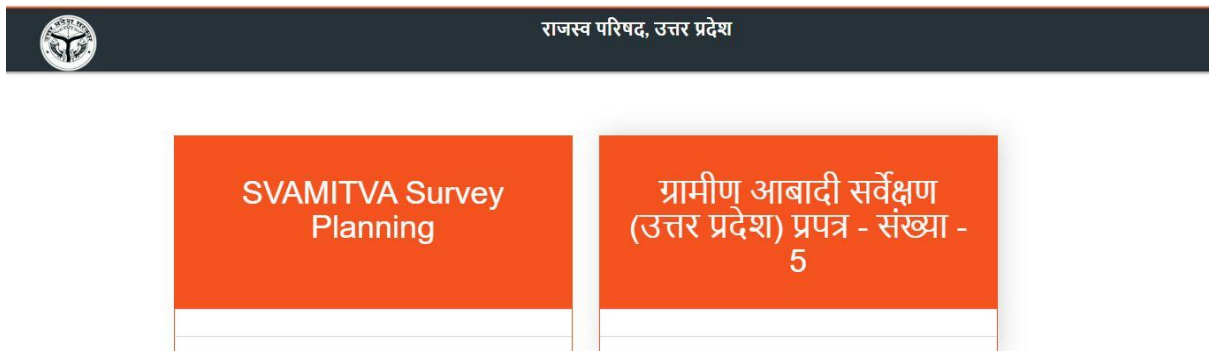 राजस्व परिषद, उत्तर प्रदेश
SVAMITVA Survey
Planning
ग्रामीण आबादी सर्वेक्षण
(उत्तर प्रदेश) प्रपत्र - संख्या -
5